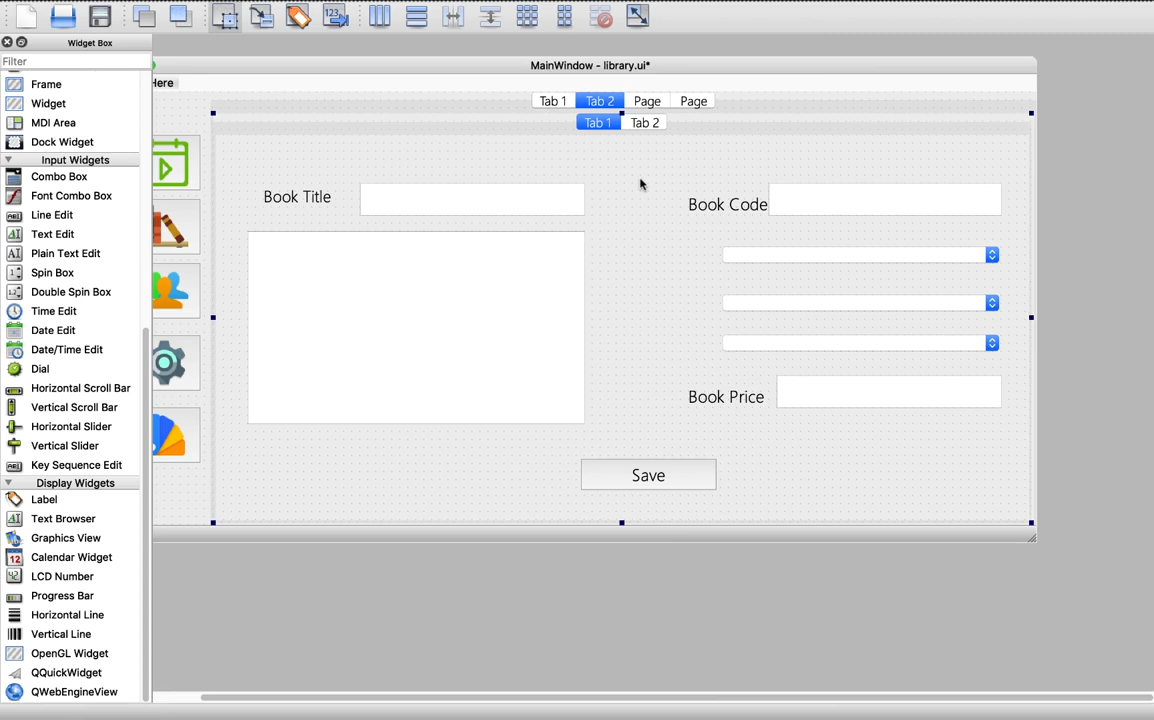 123
Widget Box
Filter
Frame
Widget
MDI Area
Dock Widget
Input Widgets
Combo Box
Font Combo Box
Line Edit
Text Edit
Plain Text Edit
Spin Box
Double Spin Box
Time Edit
Date Edit
Date/Time Edit
Dial
Horizontal Scroll Bar
Vertical Scroll Bar
Horizontal Slider
Vertical Slider
Key Sequence Edit
Display Widgets
Label
Text Browser
Graphics View
Calendar Widget
LCD Number
Progress Bar
Horizontal Line
Vertical Line
OpenGL Widget
QQuickWidget
QWebEngineView
MainWindow - library.ui*
Here
Tab 1 Tab 2 Page Page
Tab 1 Tab 2
Book Title
Book Code
Book Price
Save